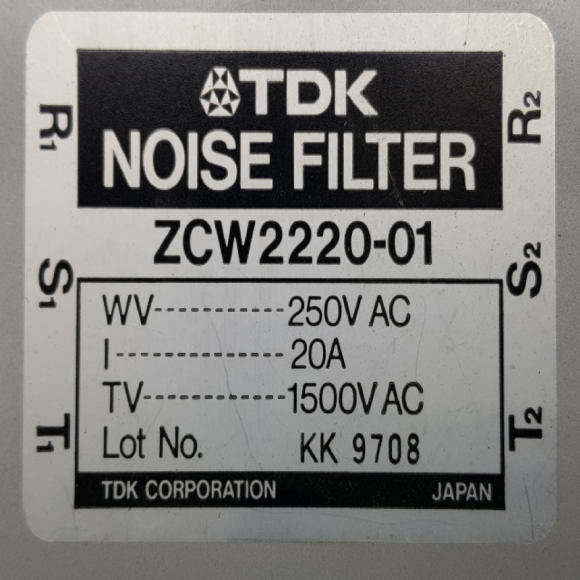 TDK
NOISE FILTER
ZCW2220-01
R1
R2
S1
S2
T1
T2
WV------------250V AC
I---------------20A
TV------------1500V AC
Lot No. KK 9708
TDK CORPORATION JAPAN